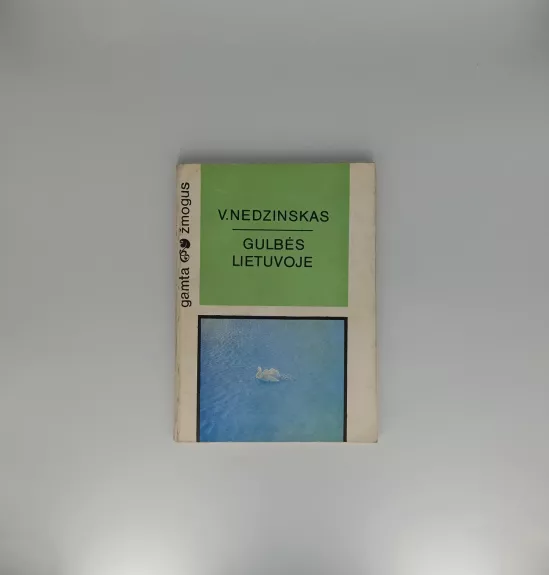 V.NEDZINSKAS
GULBĖS
LIETUVOJE
gamta žmogus